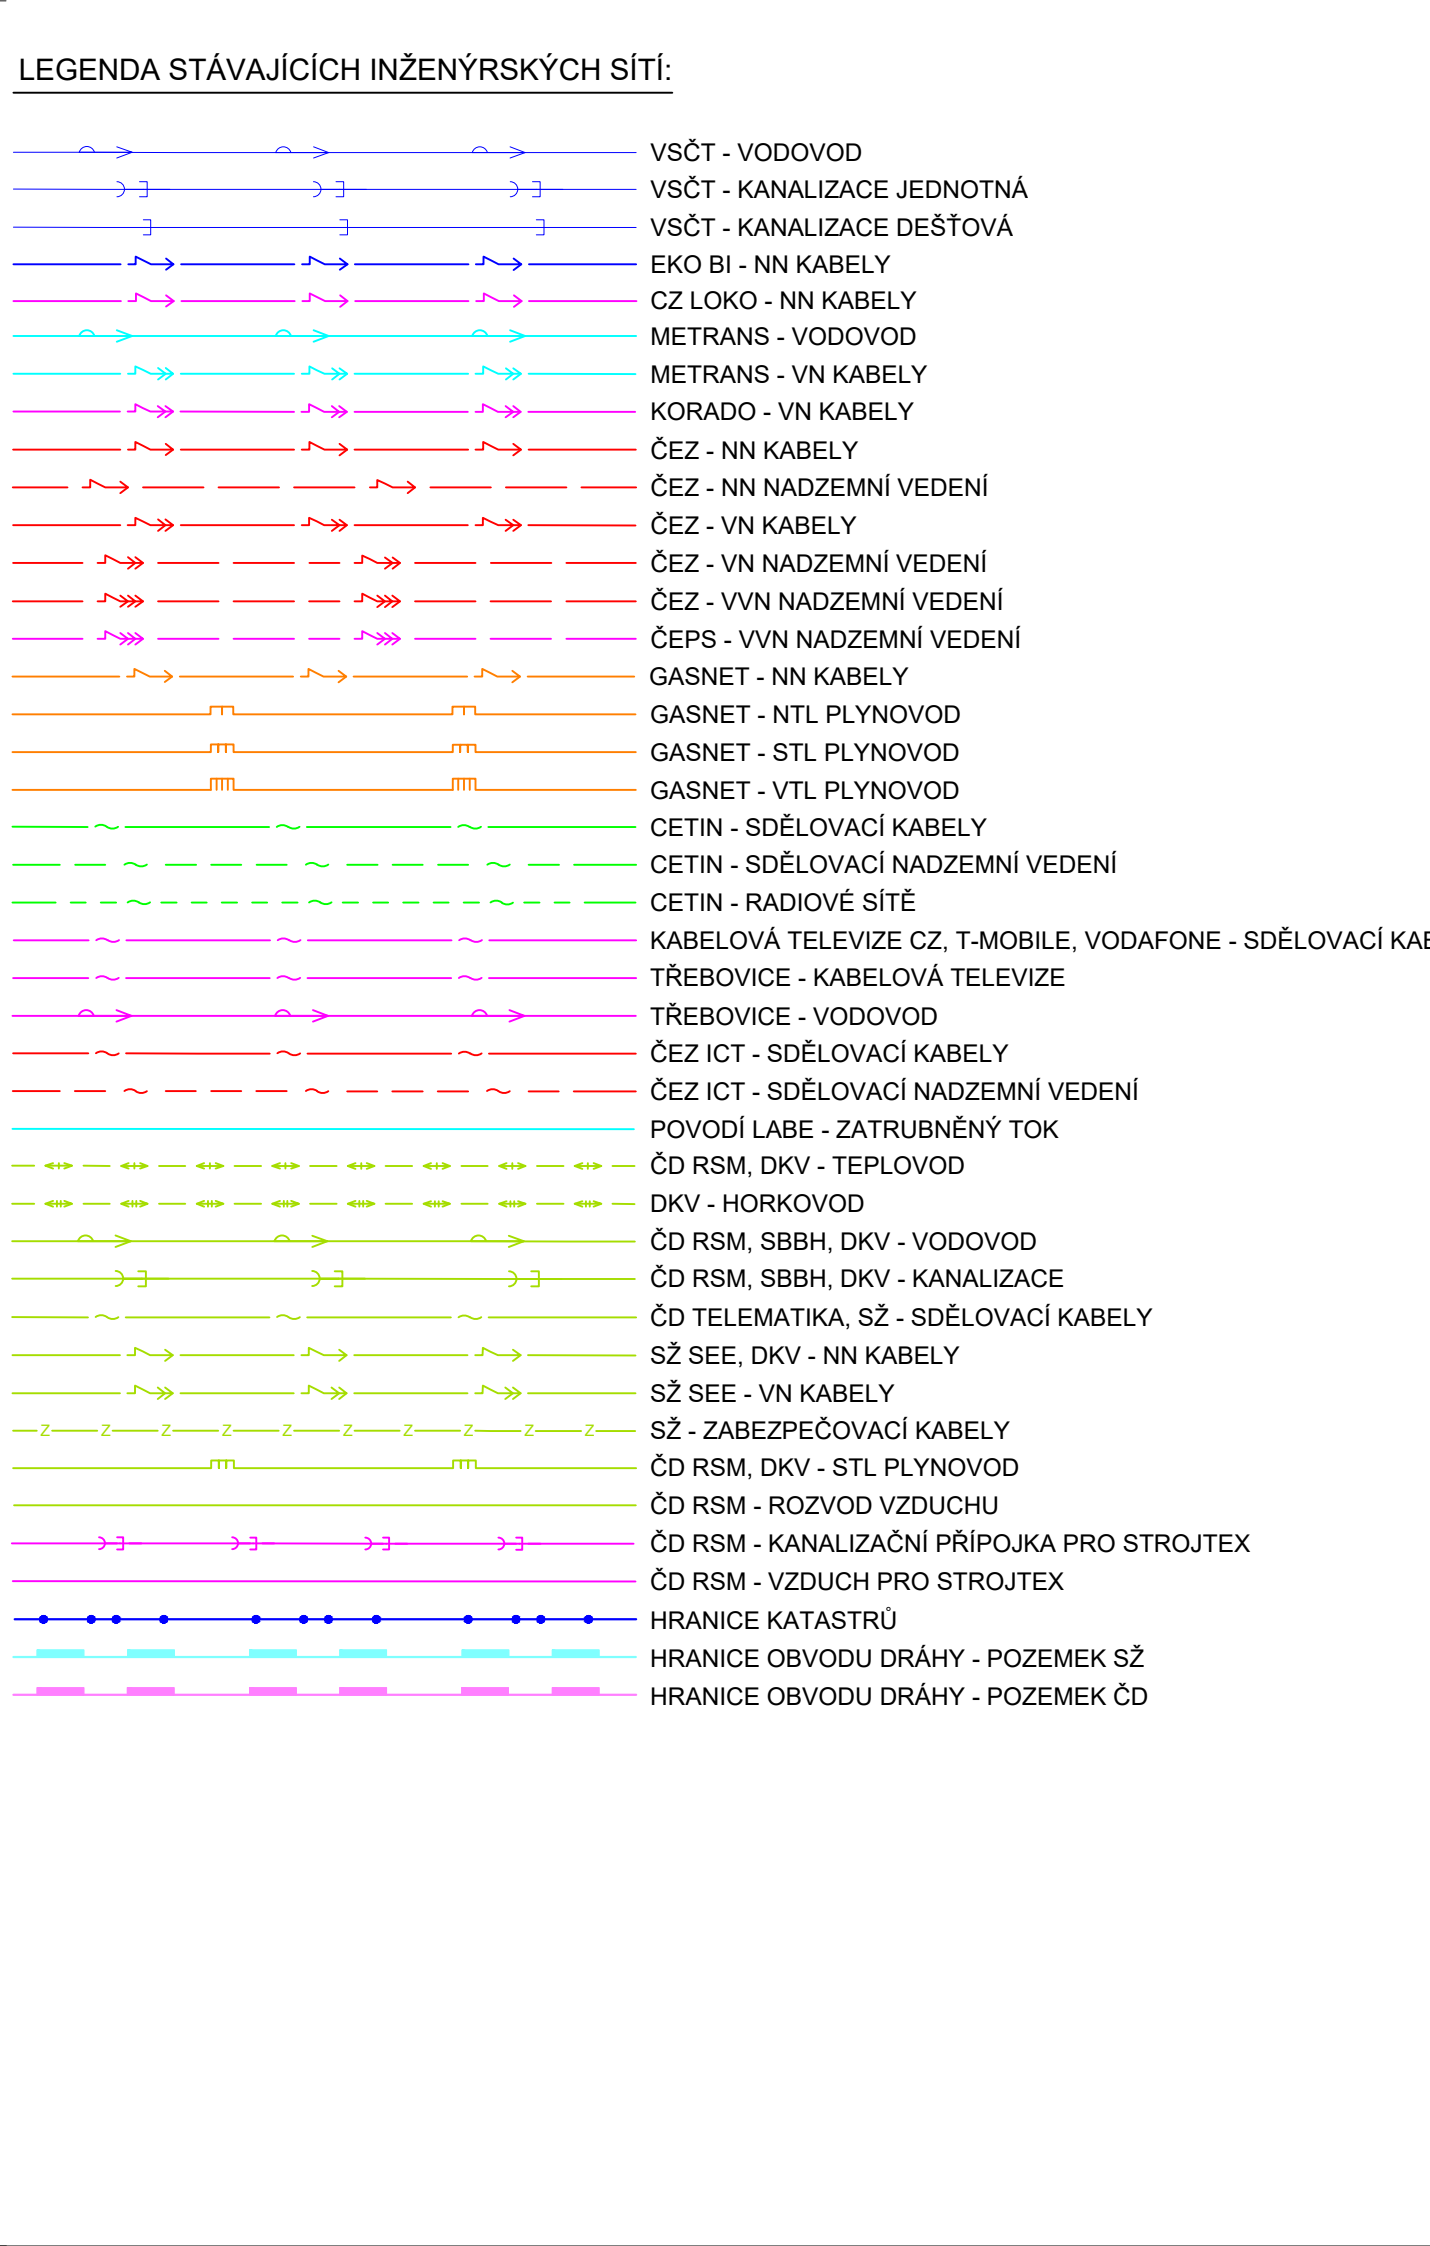 LEGENDA STÁVAJÍCÍCH INŽENÝRSKÝCH SÍTÍ:
VSČT - VODOVOD
VSČT - KANALIZACE JEDNOTNÁ
VSČT - KANALIZACE DEŠŤOVÁ
EKO BI - NN KABELY
CZ LOKO - NN KABELY
METRANS - VODOVOD
METRANS - VN KABELY
KORADO - VN KABELY
ČEZ - NN KABELY
ČEZ - NN NADZEMNÍ VEDENÍ
ČEZ - VN KABELY
ČEZ - VN NADZEMNÍ VEDENÍ
ČEZ - VVN NADZEMNÍ VEDENÍ
ČEPS - VVN NADZEMNÍ VEDENÍ
GASNET - NN KABELY
GASNET - NTL PLYNOVOD
GASNET - STL PLYNOVOD
GASNET - VTL PLYNOVOD
CETIN - SDĚLOVACÍ KABELY
CETIN - SDĚLOVACÍ NADZEMNÍ VEDENÍ
CETIN - RADIOVÉ SÍTĚ
KABELOVÁ TELEVIZE CZ, T-MOBILE, VODAFONE - SDĚLOVACÍ
TŘEBOVICE - KABELOVÁ TELEVIZE
TŘEBOVICE - VODOVOD
ČEZ ICT - SDĚLOVACÍ KABELY
ČEZ ICT - SDĚLOVACÍ NADZEMNÍ VEDENÍ
POVODÍ LABE - ZATRUBNĚNÝ TOK
ČD RSM, DKV - TEPLOVOD
DKV - HORKOVOD
ČD RSM, SBBH, DKV - VODOVOD
ČD RSM, SBBH, DKV - KANALIZACE
ČD TELEMATIKA, SŽ - SDĚLOVACÍ KABELY
SŽ SEE, DKV - NN KABELY
SŽ SEE - VN KABELY
Z Z Z Z Z Z Z Z Z Z SŽ - ZABEZPEČOVACÍ KABELY
ČD RSM, DKV - STL PLYNOVOD
ČD RSM - ROZVOD VZDUCHU
ČD RSM - KANALIZAČNÍ PŘÍPOJKA PRO STROJTEX
ČD RSM - VZDUCH PRO STROJTEX
HRANICE KATASTRŮ
HRANICE OBVODU DRÁHY - POZEMEK SŽ
HRANICE OBVODU DRÁHY - POZEMEK ČD